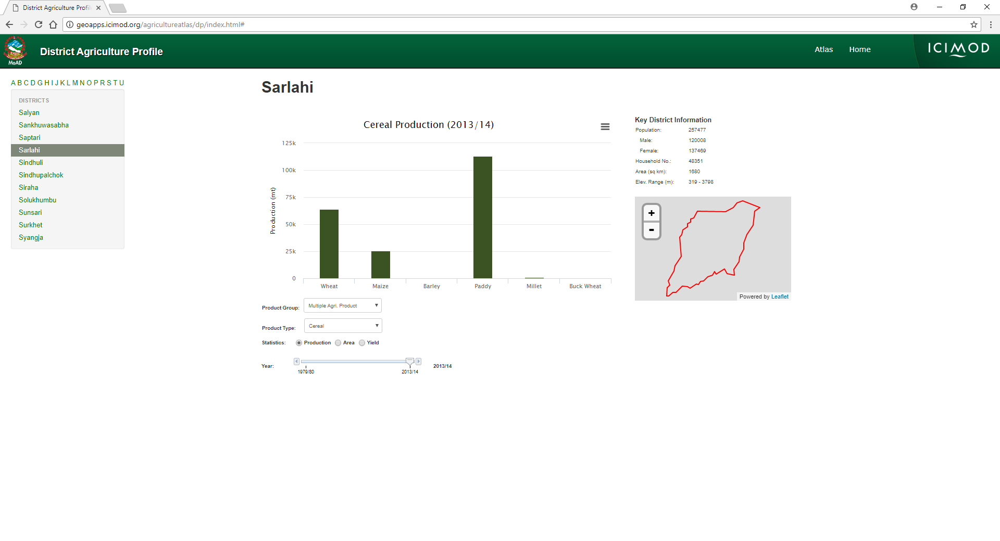 District Agriculture Profil
geoapps.icimod.org/agricultureatlas/dp/index.html#
MoAD
District Agriculture Profile
Atlas
Home
ICIMOD
A B C D G H I J K L M N O P R S T U
DISTRICTS
Salyan
Sankhuwasabha
Saptari
Sarlahi
Sindhuli
Sindhupalchok
Siraha
Solukhumbu
Sunsari
Surkhet
Syangja
Sarlahi
Cereal Production (2013/14)
Production (mt)
125k
100k
75k
50k
25k
0
Wheat Maize Barley Paddy Millet Buck Wheat
Product Group: Multiple Agri. Product
Product Type: Cereal
Statistics: Production Area Yield
Year: 2013/14
1979/80 2013/14
Key District Information
Population: 257477
Male: 120008
Female: 137469
Household No.: 48351
Area (sq km): 1680
Elev. Range (m): 319 - 3798
+
-
Powered by Leaflet